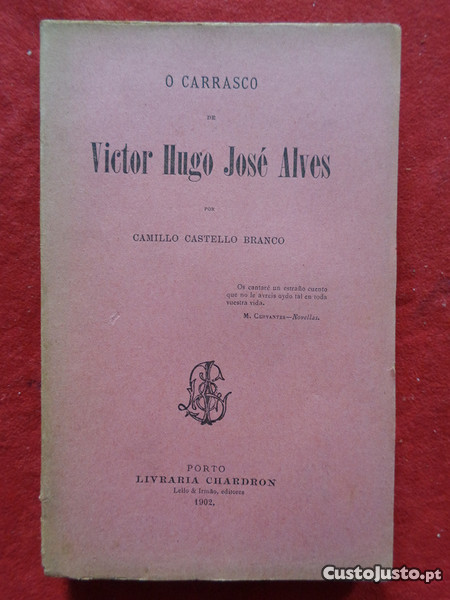 O CARRASCO
DE
Victor Hugo José Alves
POR
CAMILLO CASTELLO BRANCO
Os cantaré un estraño cuento
que no le aveeis oydo tal en toda
vuestra vida.
M. CERVANTES—Novellas.
PORTO
LIVRARIA CHARDRON
Lello & Irmão, editores
1902.
CustoJusto.pt